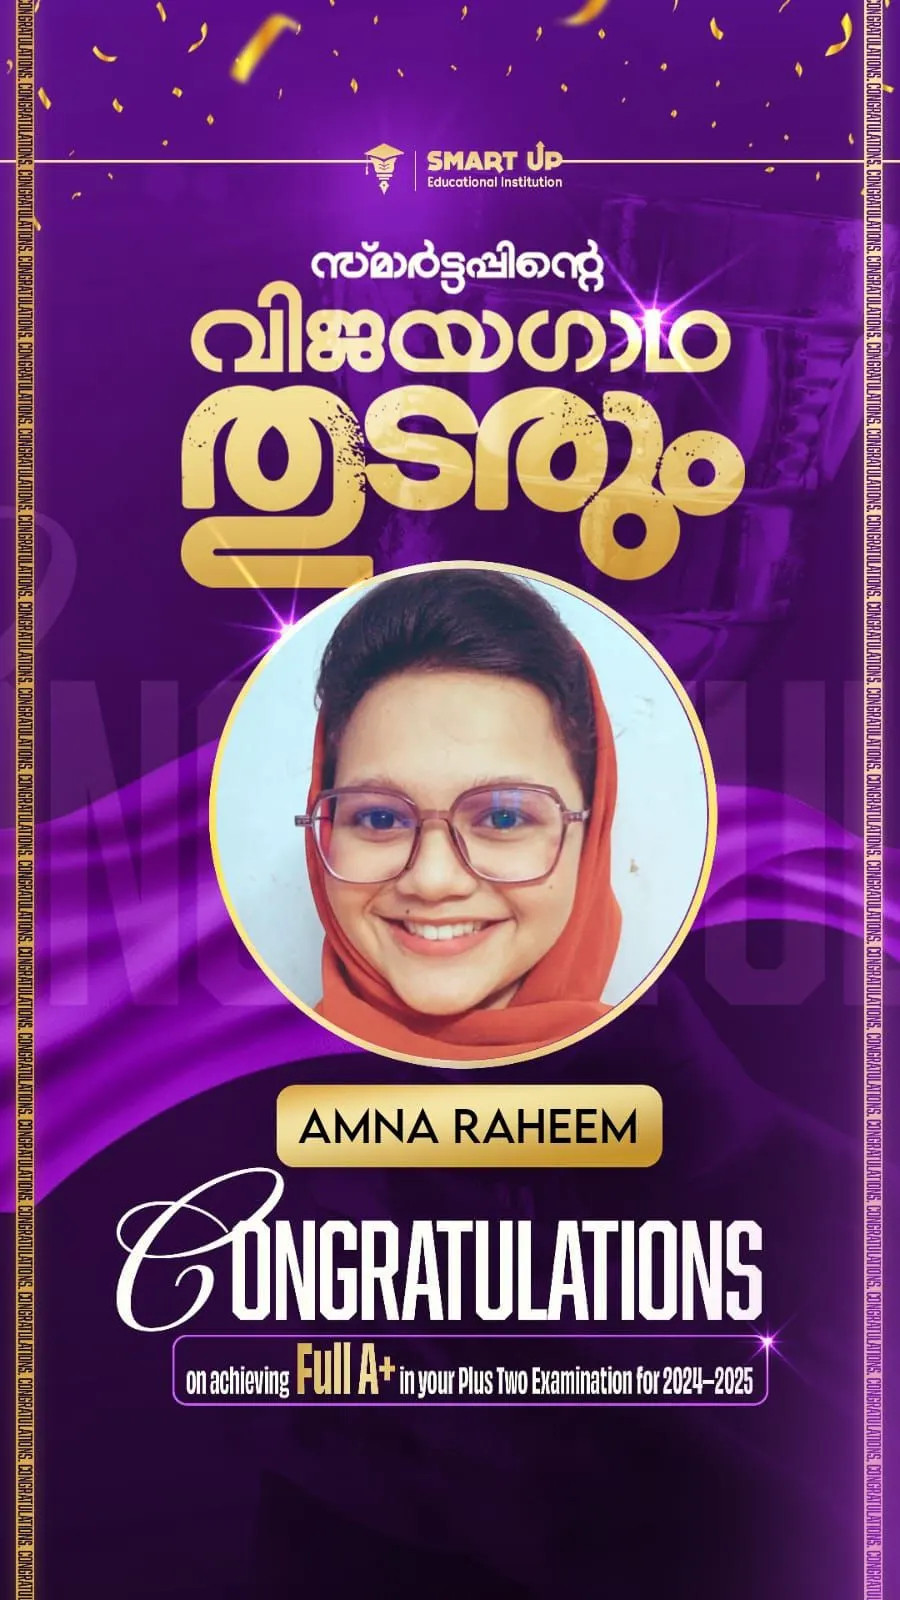 SMART UP
Educational Institution
സ്മാർട്ടപ്പിന്റെ
വിജയഗാഥ
തുടരും
AMNA RAHEEM
CONGRATULATIONS
on achieving Full A+ in your Plus Two Examination for 2024–2025